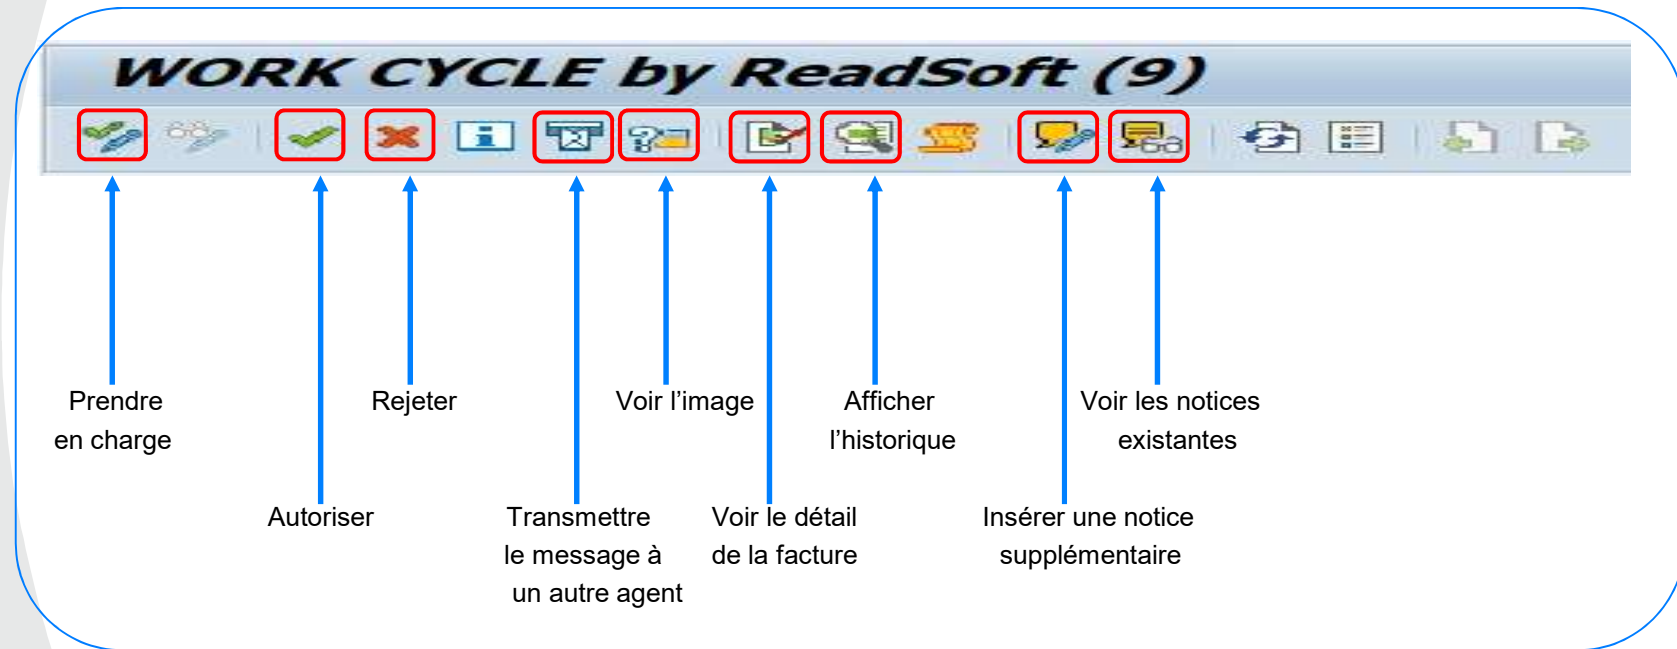 WORK CYCLE by ReadSoft (9)
Prendre
en charge
Rejeter
Voir l’image
Afficher
l’historique
Voir les notices
existantes
Autoriser
Transmettre
le message à
un autre agent
Voir le détail
de la facture
Insérer une notice
supplémentaire